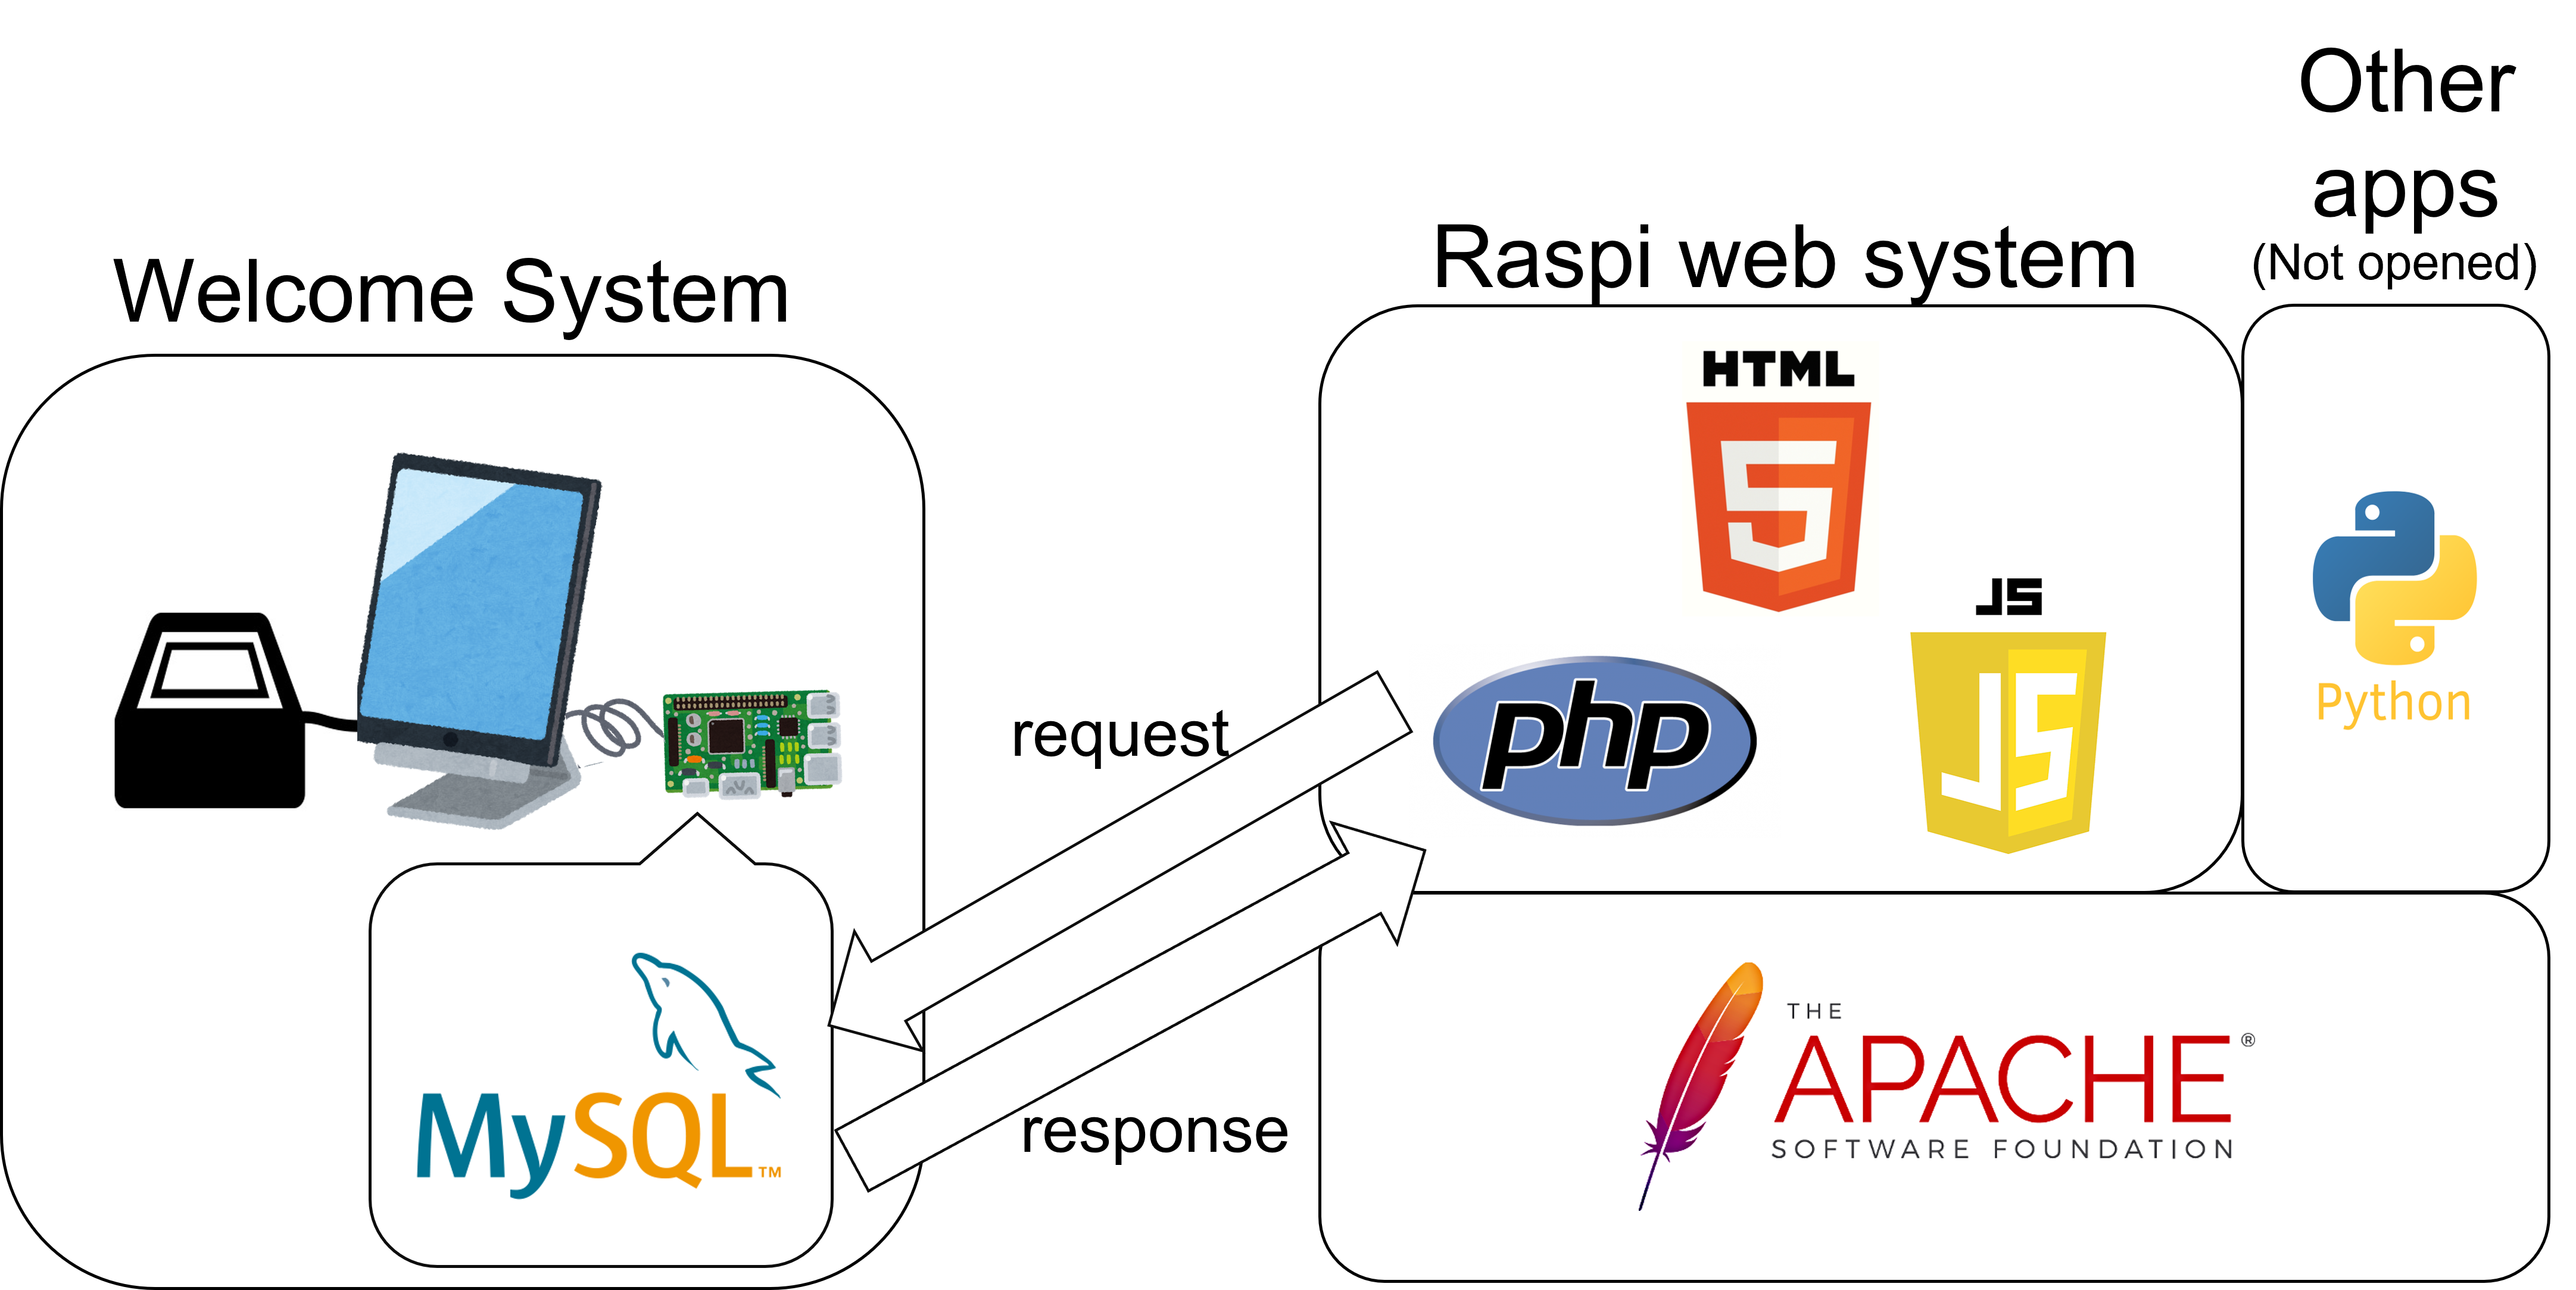 Other
apps
(Not opened)
Raspi web system
Welcome System
HTML
JS
JS
php
Python
request
response
MySQL™
THE
APACHE®
SOFTWARE FOUNDATION